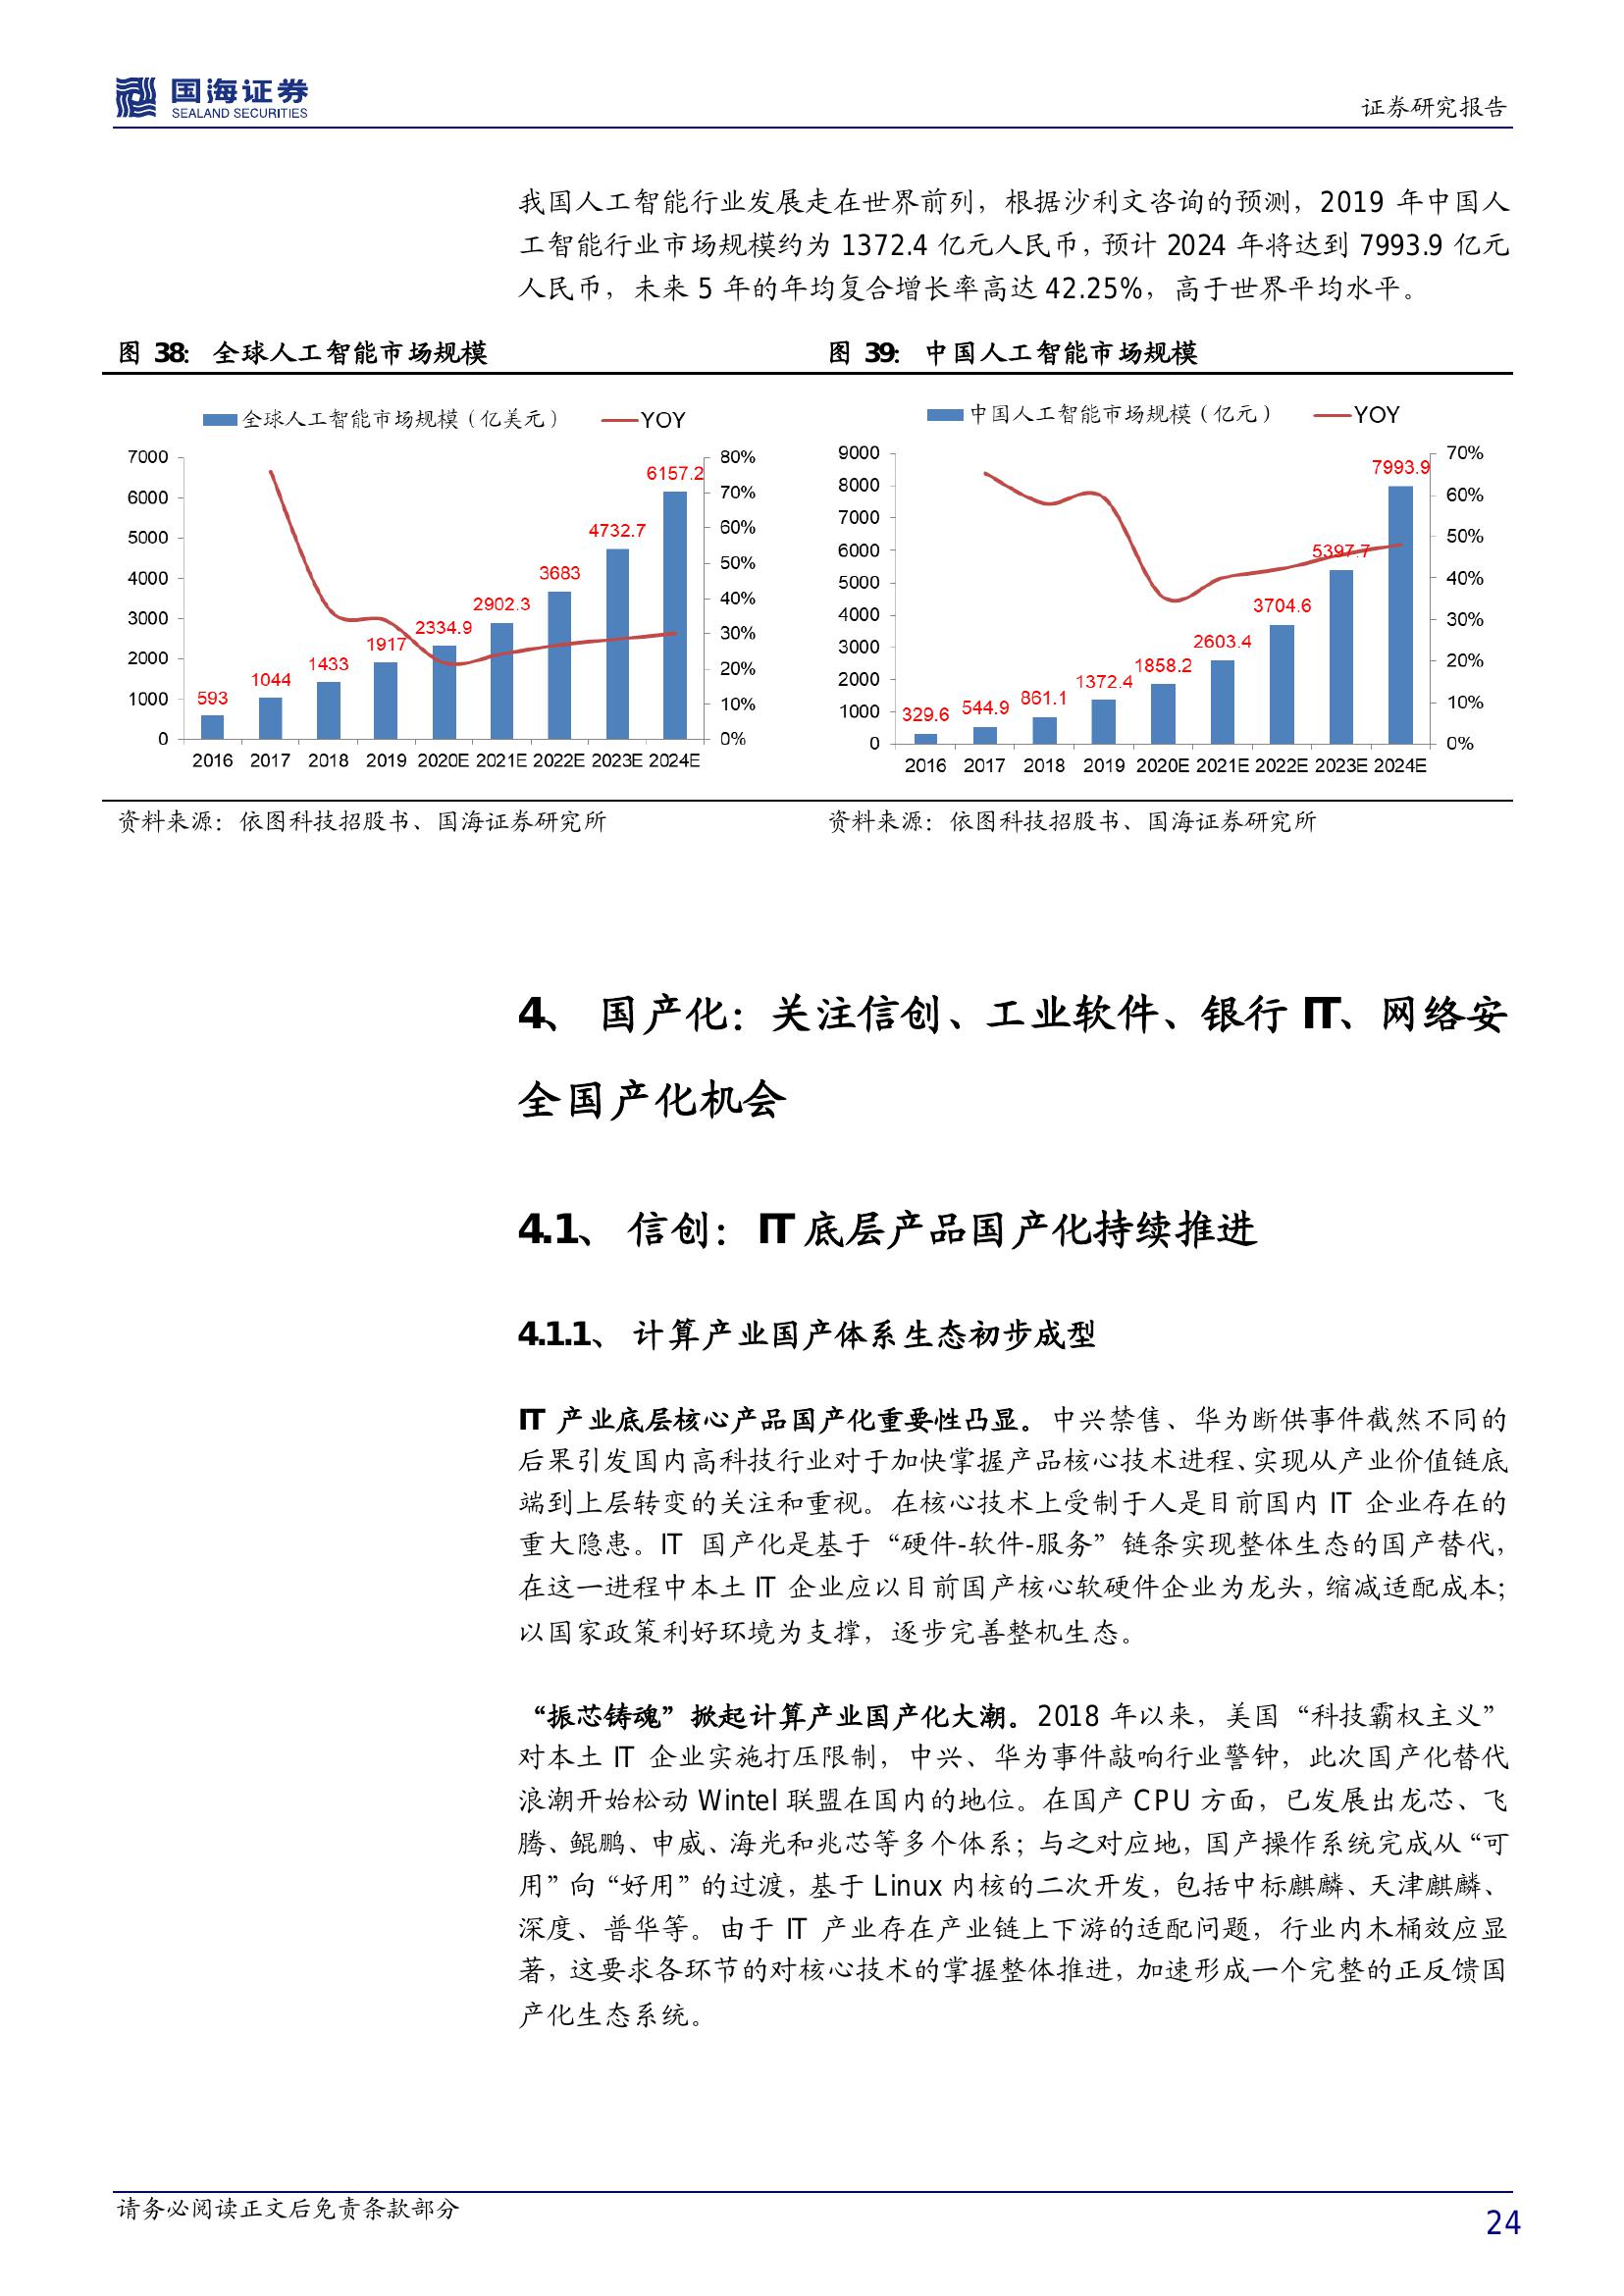 国海证券
SEALAND SECURITIES
证券研究报告
我国人工智能行业发展走在世界前列，根据沙利文咨询的预测，2019 年中国人
工智能行业市场规模约为 1372.4 亿元人民币，预计 2024 年将达到 7993.9 亿元
人民币，未来 5 年的年均复合增长率高达 42.25%，高于世界平均水平。
图 38： 全球人工智能市场规模
全球人工智能市场规模（亿美元） YOY
7000
6000
5000
4000
3000
2000
1000
0
593
1044
1433
1917
2334.9
2902.3
3683
4732.7
6157.2
80%
70%
60%
50%
40%
30%
20%
10%
0%
2016 2017 2018 2019 2020E 2021E 2022E 2023E 2024E
资料来源：依图科技招股书、国海证券研究所
图 39： 中国人工智能市场规模
中国人工智能市场规模（亿元） YOY
9000
8000
7000
6000
5000
4000
3000
2000
1000
0
329.6
544.9
861.1
1372.4
1858.2
2603.4
3704.6
5397.7
7993.9
70%
60%
50%
40%
30%
20%
10%
0%
2016 2017 2018 2019 2020E 2021E 2022E 2023E 2024E
资料来源：依图科技招股书、国海证券研究所
4、 国产化：关注信创、工业软件、银行 IT、网络安
全国产化机会
4.1、 信创： IT 底层产品国产化持续推进
4.1.1、 计算产业国产体系生态初步成型
IT 产业底层核心产品国产化重要性凸显。中兴禁售、华为断供事件截然不同的
后果引发国内高科技行业对于加快掌握产品核心技术进程、实现从产业价值链底
端到上层转变的关注和重视。在核心技术上受制于人是目前国内 IT 企业存在的
重大隐患。IT 国产化是基于“硬件-软件-服务”链条实现整体生态的国产替代，
在这一进程中本土 IT 企业应以目前国产核心软硬件企业为龙头，缩减适配成本；
以国家政策利好环境为支撑，逐步完善整机生态。
“振芯铸魂”掀起计算产业国产化大潮。2018 年以来，美国“科技霸权主义”
对本土 IT 企业实施打压限制，中兴、华为事件敲响行业警钟，此次国产化替代
浪潮开始松动 Wintel 联盟在国内的地位。在国产 CPU 方面，已发展出龙芯、飞
腾、鲲鹏、申威、海光和兆芯等多个体系；与之对应地，国产操作系统完成从“可
用”向“好用”的过渡，基于 Linux 内核的二次开发，包括中标麒麟、天津麒麟、
深度、普华等。由于 IT 产业存在产业链上下游的适配问题，行业内木桶效应显
著，这要求各环节的对核心技术的掌握整体推进，加速形成一个完整的正反馈国
产化生态系统。
请务必阅读正文后免责条款部分
24